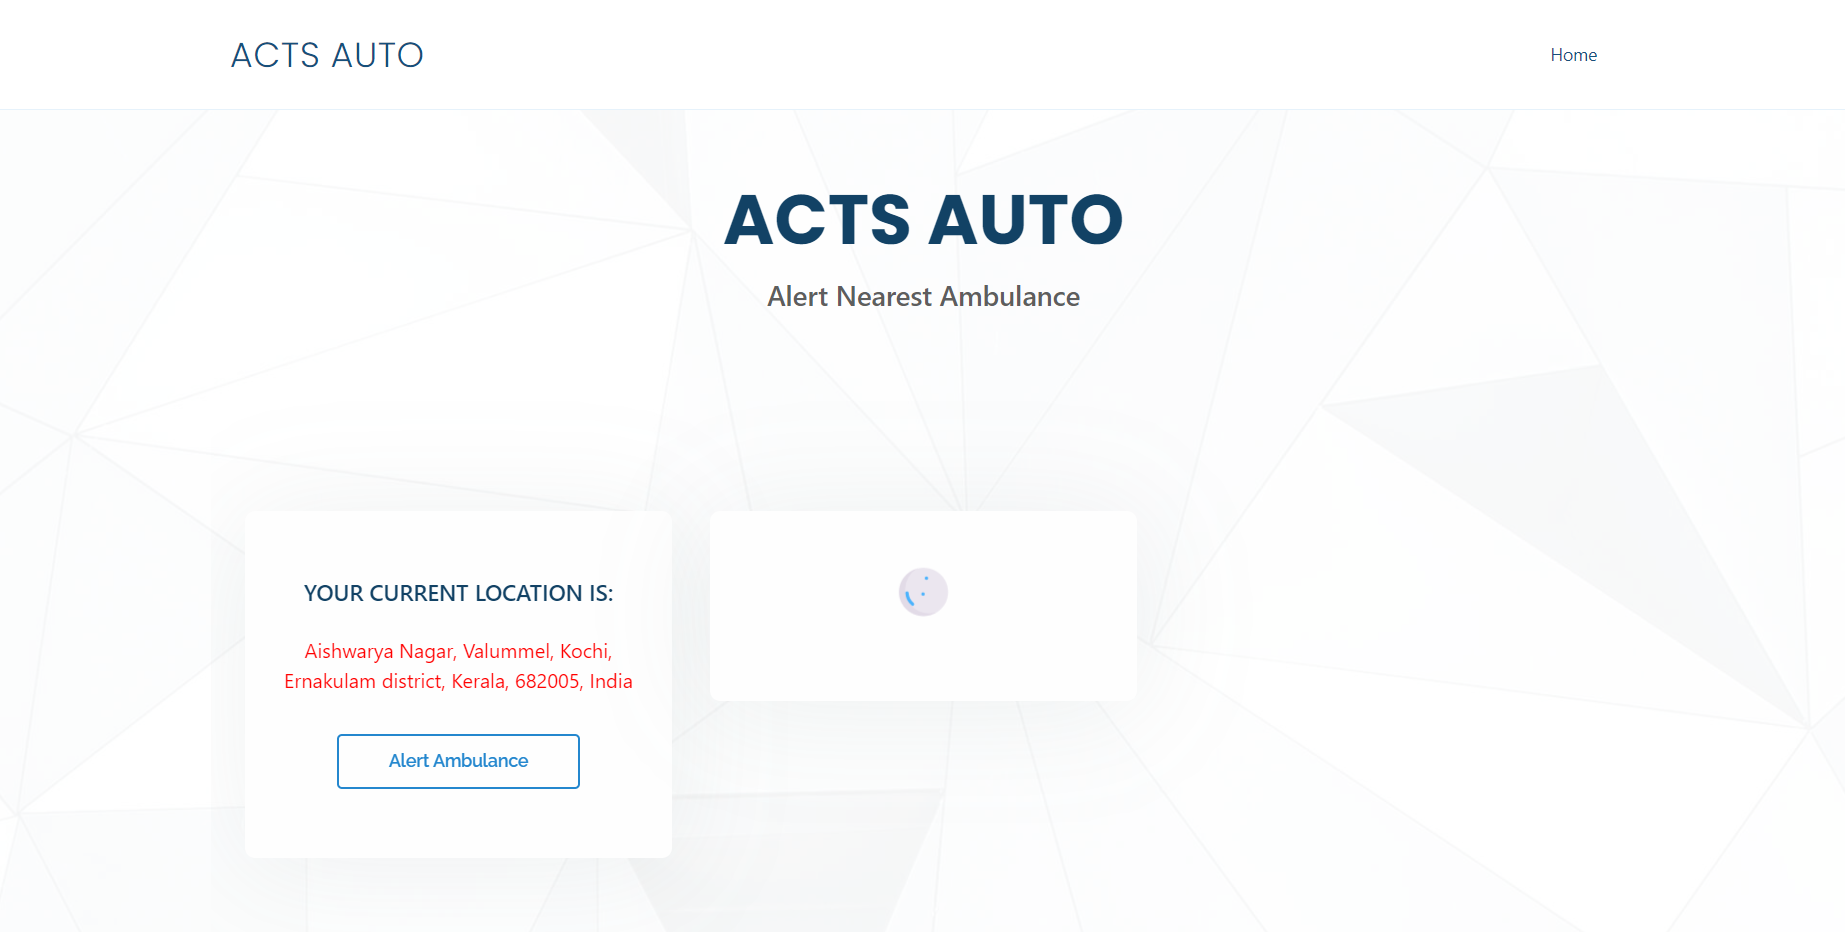 ACTS AUTO
Home
ACTS AUTO
Alert Nearest Ambulance
YOUR CURRENT LOCATION IS:
Aishwarya Nagar, Valummel, Kochi,
Ernakulam district, Kerala, 682005, India
Alert Ambulance